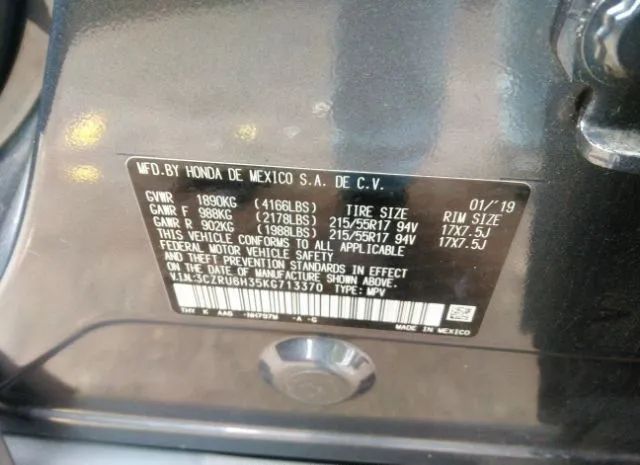 MFD.BY HONDA DE MEXICO S.A. DE C.V.
01/'19
GVWR 1890KG (4166LBS) TIRE SIZE RIM SIZE
GAWR F 988KG (2178LBS) 215/55R17 94V 17X7.5J
GAWR R 902KG (1988LBS) 215/55R17 94V 17X7.5J
THIS VEHICLE CONFORMS TO ALL APPLICABLE
FEDERAL MOTOR VEHICLE SAFETY
AND THEFT PREVENTION STANDARDS IN EFFECT
ON THE DATE OF MANUFACTURE SHOWN ABOVE.
V.I.N:3CZRU6H35KG713370 TYPE: MPV
THY K AA6 -NH797M -A -G MADE IN MEXICO